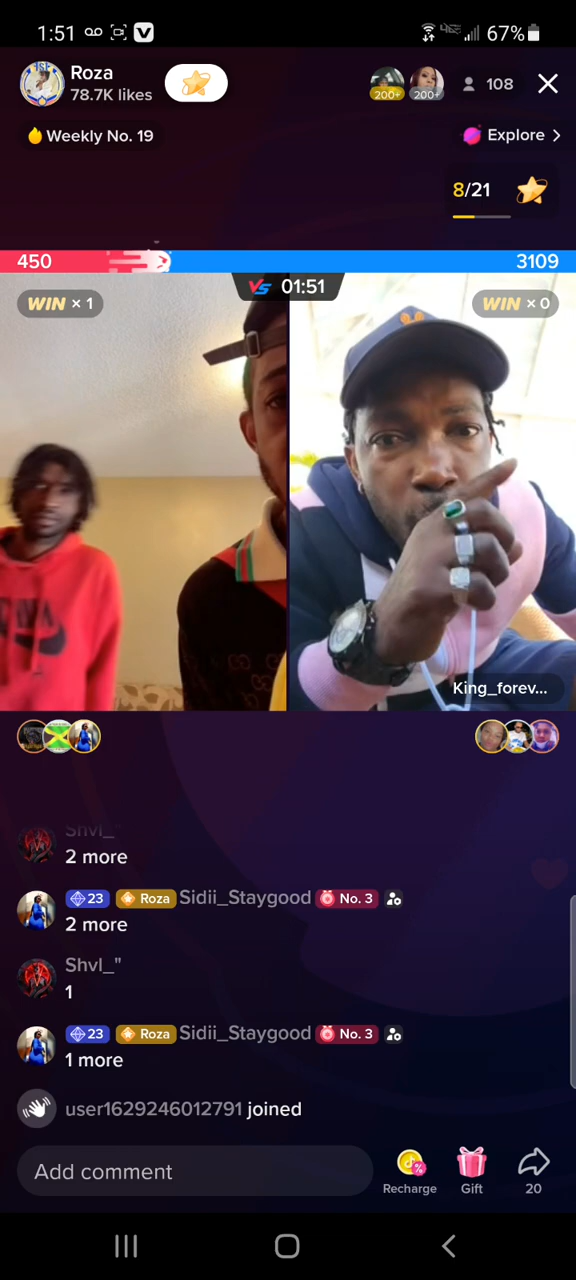 1:51
67%
Roza
78.7K likes
200+
200+
108
Weekly No. 19
Explore >
8/21
450
3109
VS 01:51
WIN × 1
WIN × 0
King_forev...
Shvl_"
2 more
23 Roza Sidii_Staygood No. 3
2 more
Shvl_"
1
23 Roza Sidii_Staygood No. 3
1 more
user1629246012791 joined
Add comment
Recharge
Gift
20